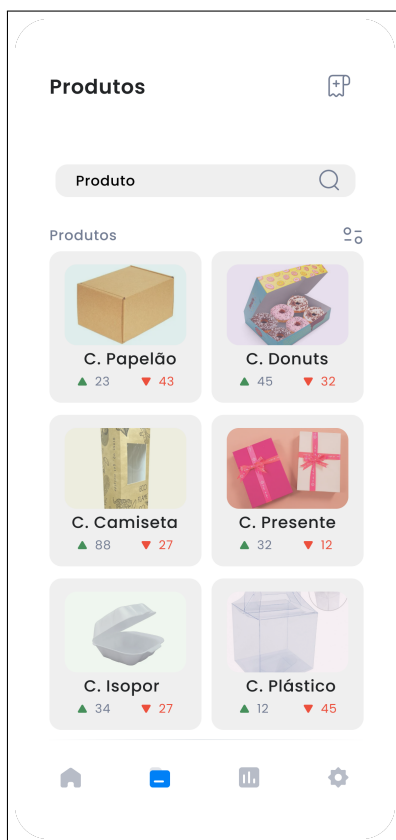 Produtos
Produto
Produtos
C. Papelão
23 43
C. Donuts
45 32
C. Camiseta
88 27
C. Presente
32 12
C. Isopor
34 27
C. Plástico
12 45